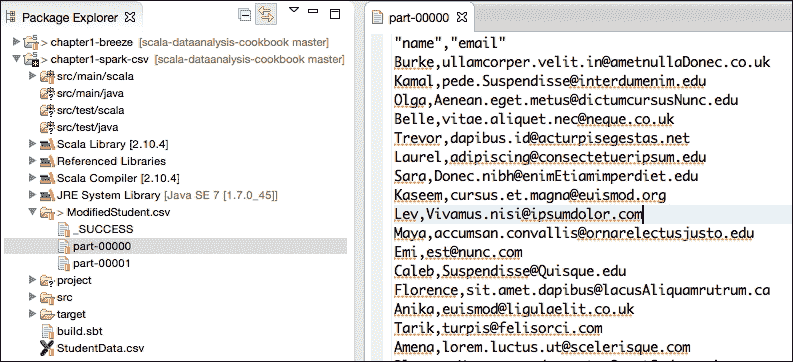 Package Explorer
chapter1-breeze [scala-dataanalysis-cookbook master]
> chapter1-spark-csv [scala-dataanalysis-cookbook master]
src/main/scala
src/main/java
src/test/scala
src/test/java
Scala Library [2.10.4]
Referenced Libraries
Scala Compiler [2.10.4]
JRE System Library [Java SE 7 [1.7.0_45]]
> ModifiedStudent.csv
_SUCCESS
part-00000
part-00001
project
src
target
build.sbt
StudentData.csv
part-00000
"name","email"
Burke,ullamcorper.velit.in@ametnullaDonec.co.uk
Kamal,pede.Suspendisse@interdumenim.edu
Olga,Aenean.eget.metus@dictumcursusNunc.edu
Belle,vitae.aliquet.nec@neque.co.uk
Trevor,dapibus.id@acturpisegestas.net
Laurel,adipiscing@consectetueripsum.edu
Sara,Donec.nibh@enimEtiamimperdiet.edu
Kaseem,cursus.et.magna@euismod.org
Lev,Vivamus.nisi@ipsumdolor.com
Maya,accumsan.convallis@ornarelectusjusto.edu
Emi,est@nunc.com
Caleb,Suspendisse@Quisque.edu
Florence,sit.amet.dapibus@lacusAliquamrutrum.ca
Anika,euismod@ligulaelit.co.uk
Tarik,turpis@felisorci.com
Amena,lorem.luctus.ut@scelerisque.com